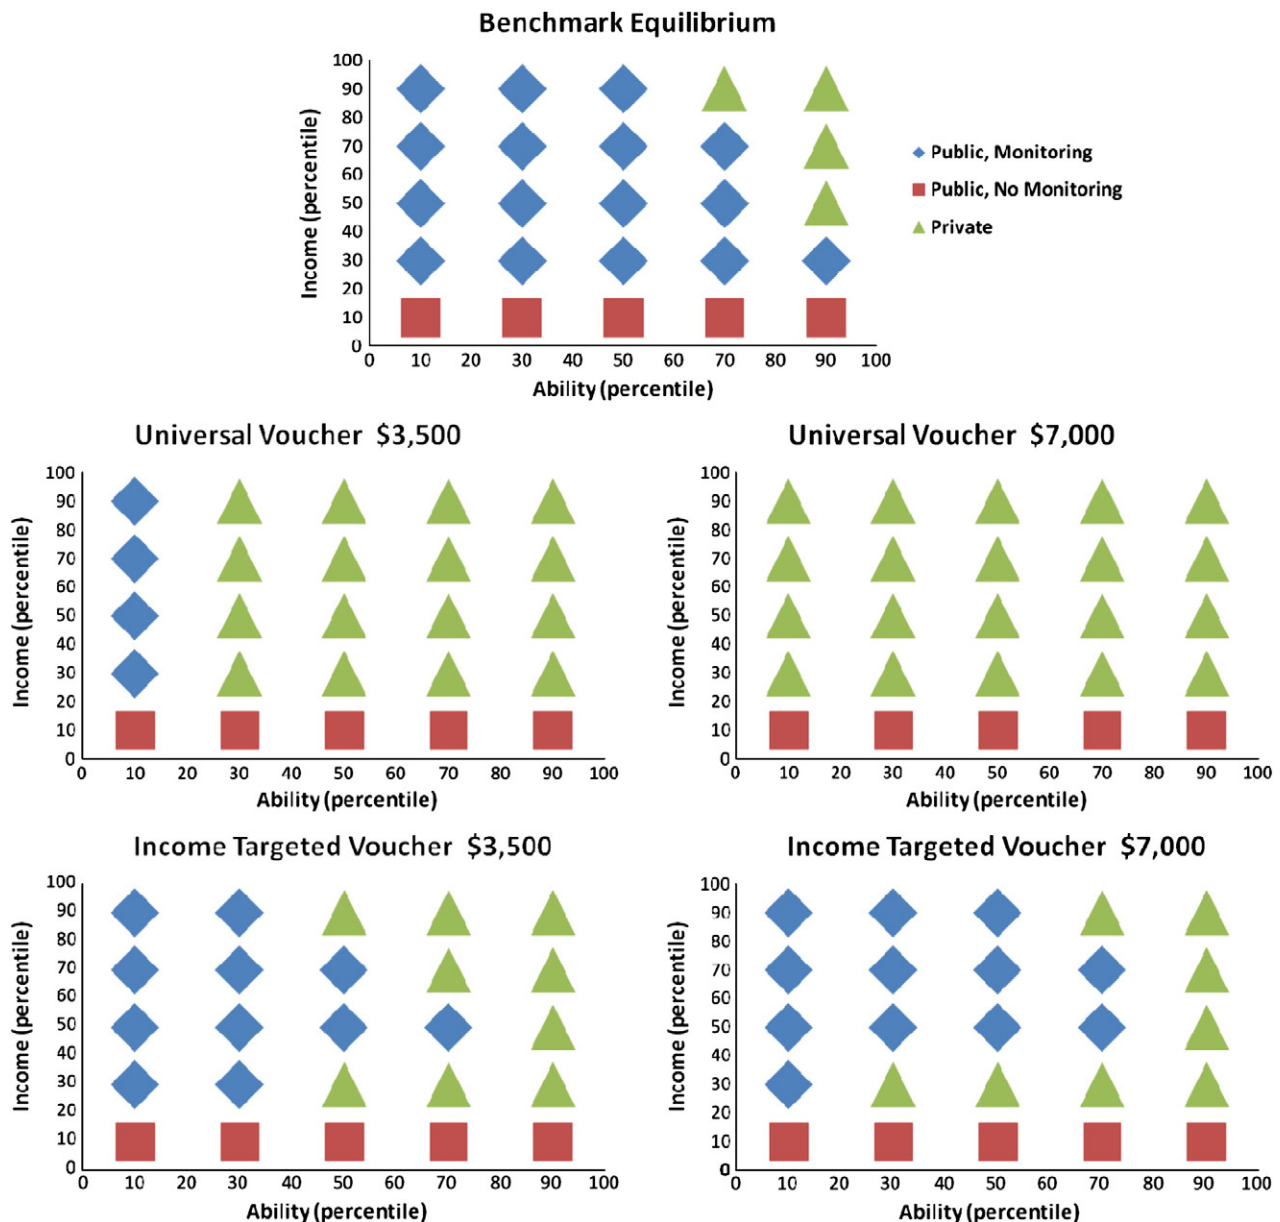 Benchmark Equilibrium
Income (percentile)
100
90
80
70
60
50
40
30
20
10
0
0 10 20 30 40 50 60 70 80 90 100
Ability (percentile)
Public, Monitoring
Public, No Monitoring
Private
Universal Voucher $3,500
Income (percentile)
100
90
80
70
60
50
40
30
20
10
0
0 10 20 30 40 50 60 70 80 90 100
Ability (percentile)
Universal Voucher $7,000
Income (percentile)
100
90
80
70
60
50
40
30
20
10
0
0 10 20 30 40 50 60 70 80 90 100
Ability (percentile)
Income Targeted Voucher $3,500
Income (percentile)
100
90
80
70
60
50
40
30
20
10
0
0 10 20 30 40 50 60 70 80 90 100
Ability (percentile)
Income Targeted Voucher $7,000
Income (percentile)
100
90
80
70
60
50
40
30
20
10
0
0 10 20 30 40 50 60 70 80 90 100
Ability (percentile)